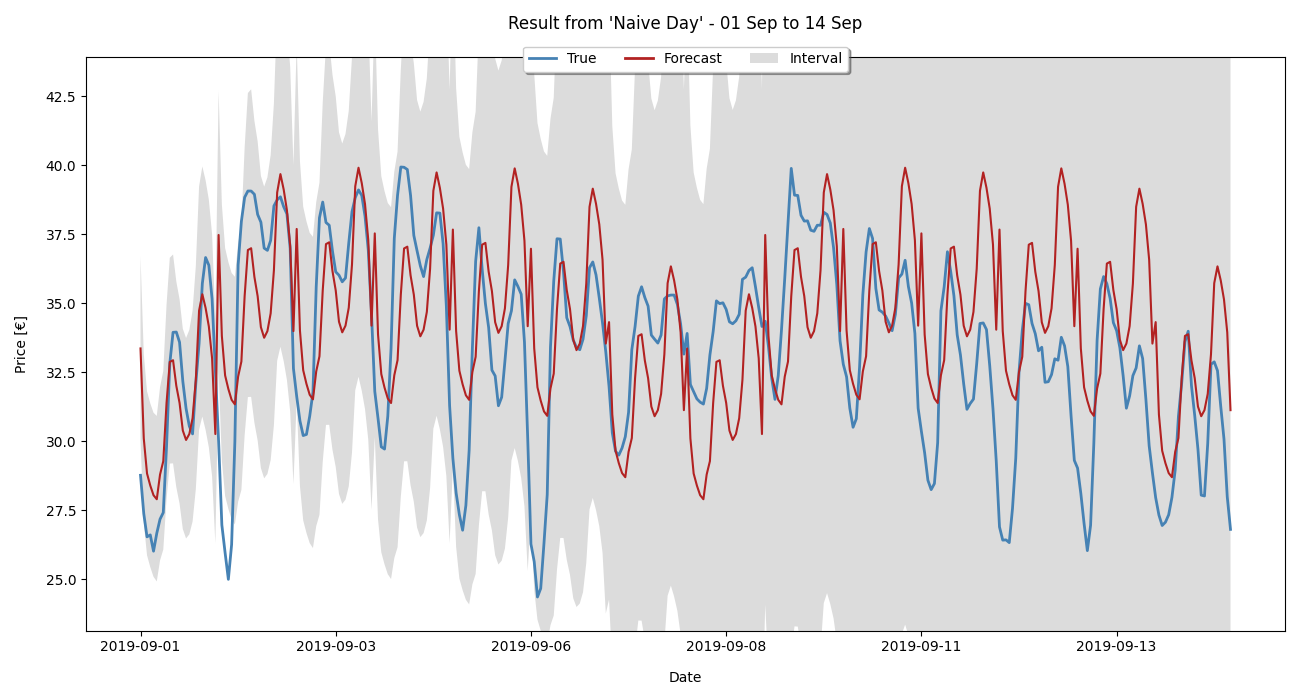 Result from 'Naive Day' - 01 Sep to 14 Sep
True Forecast Interval
42.5
40.0
37.5
35.0
32.5
30.0
27.5
25.0
Price [€]
2019-09-01 2019-09-03 2019-09-06 2019-09-08 2019-09-11 2019-09-13
Date